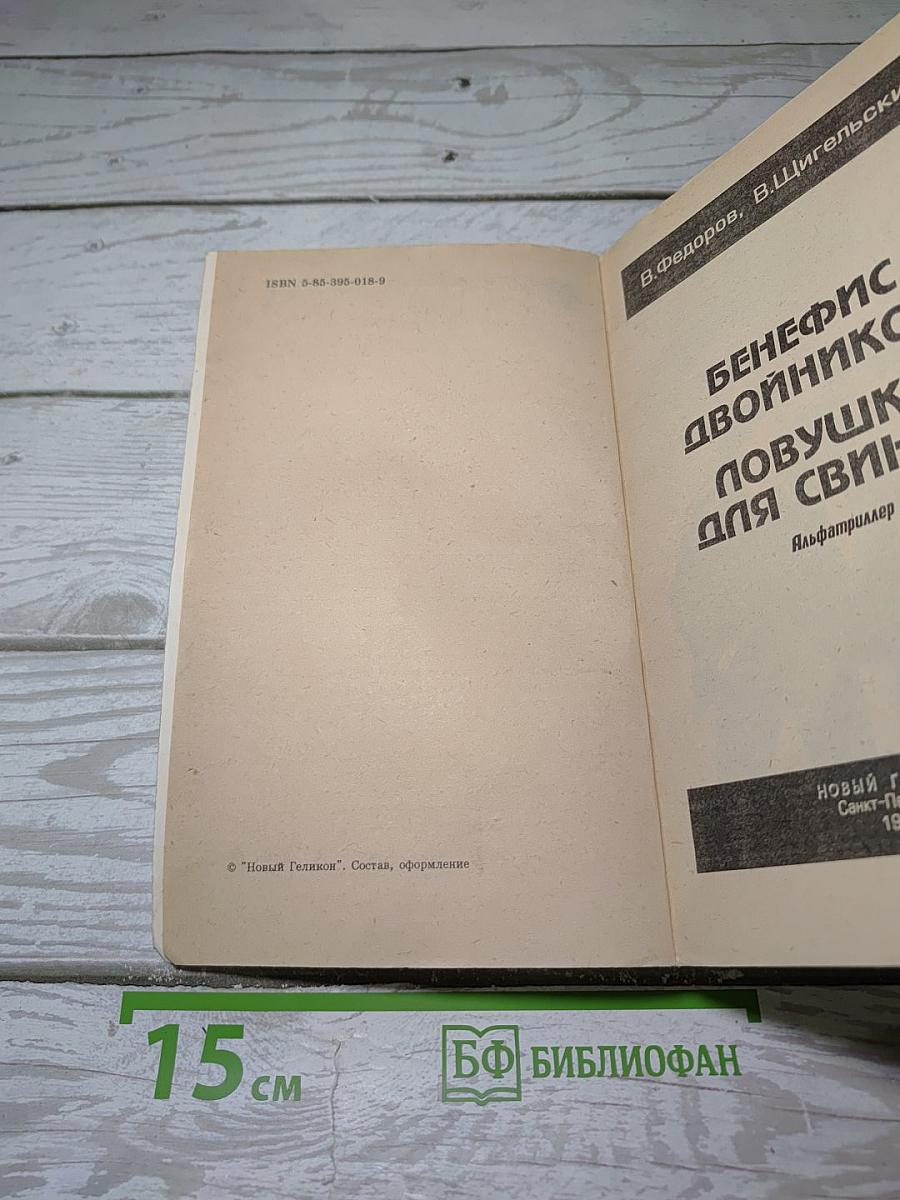 ISBN 5-85-395-018-9
© "Новый Геликон". Состав, оформление
В.Федоров, В.Щигельски
БЕНЕФИС
ДВОЙНИКО
ЛОВУШК
ДЛЯ СВИН
Альфатриллер
НОВЫЙ Г
Санкт-Пе
19
15 см
БФ БИБЛИОФАН